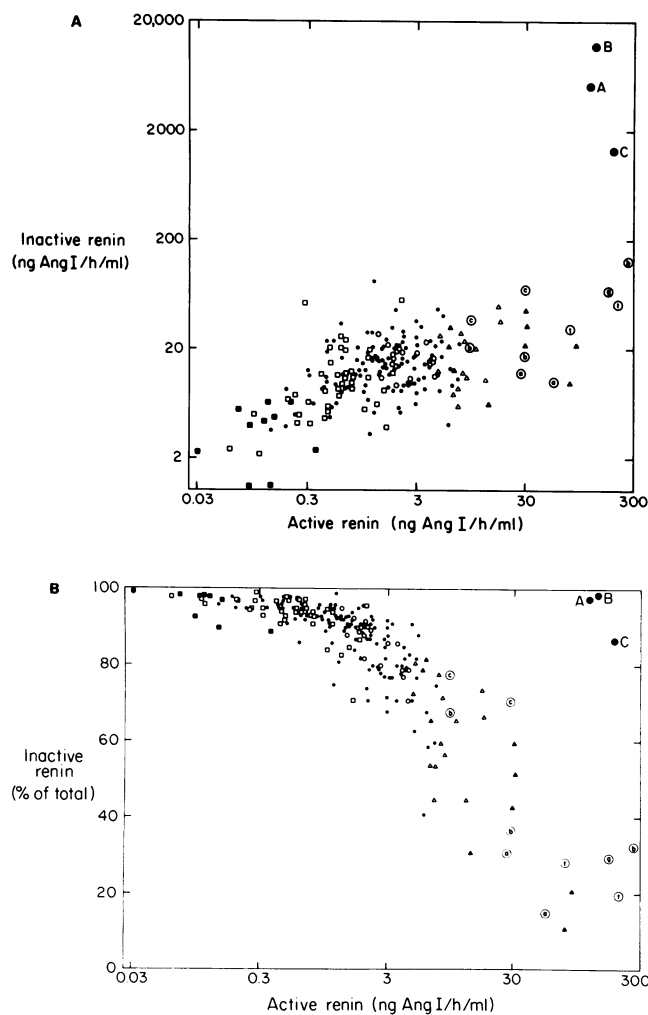 A
20,000
B
A
2000
C
Inactive renin
(ng Ang I/h/ml)
200
b
c
g
f
c
f
20
b
b
a
e
2
0.03
0.3
3
30
300
Active renin (ng Ang I/h/ml)
B
100
A
B
C
80
c
c
b
60
Inactive
renin
(% of total)
40
b
b
a
f
g
20
f
e
0
0.03
0.3
3
30
300
Active renin (ng Ang I/h/ml)